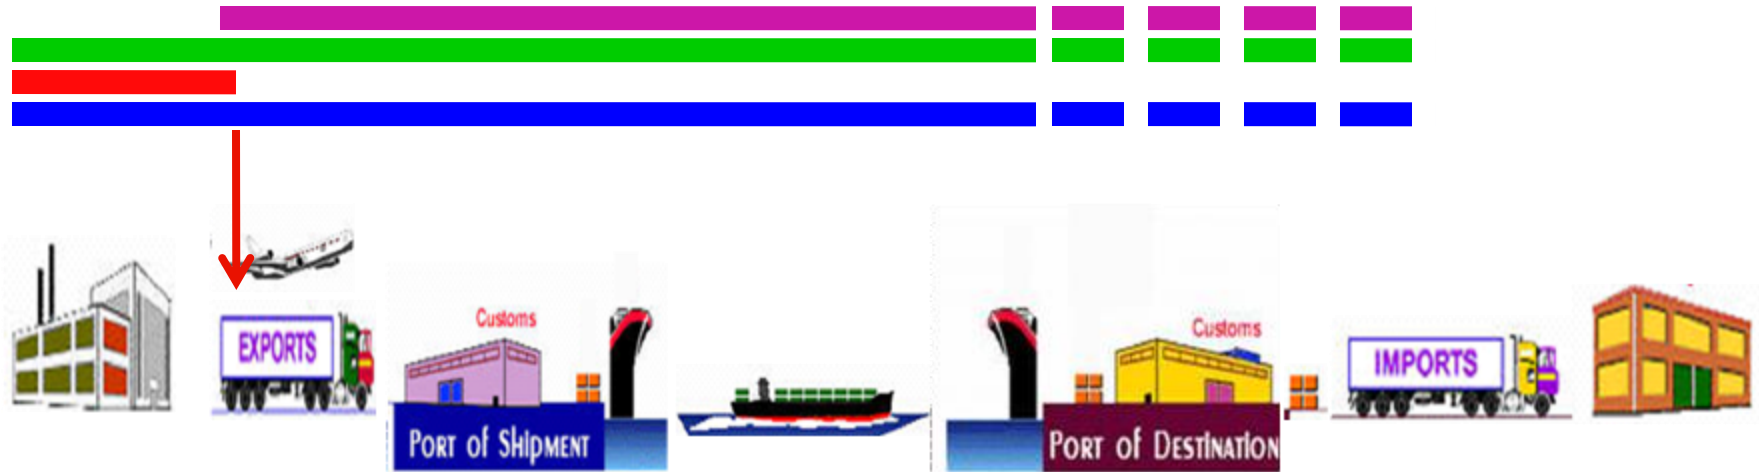 Customs
EXPORTS
PORT of SHIPMENT
Customs
IMPORTS
PORT of DESTINATION